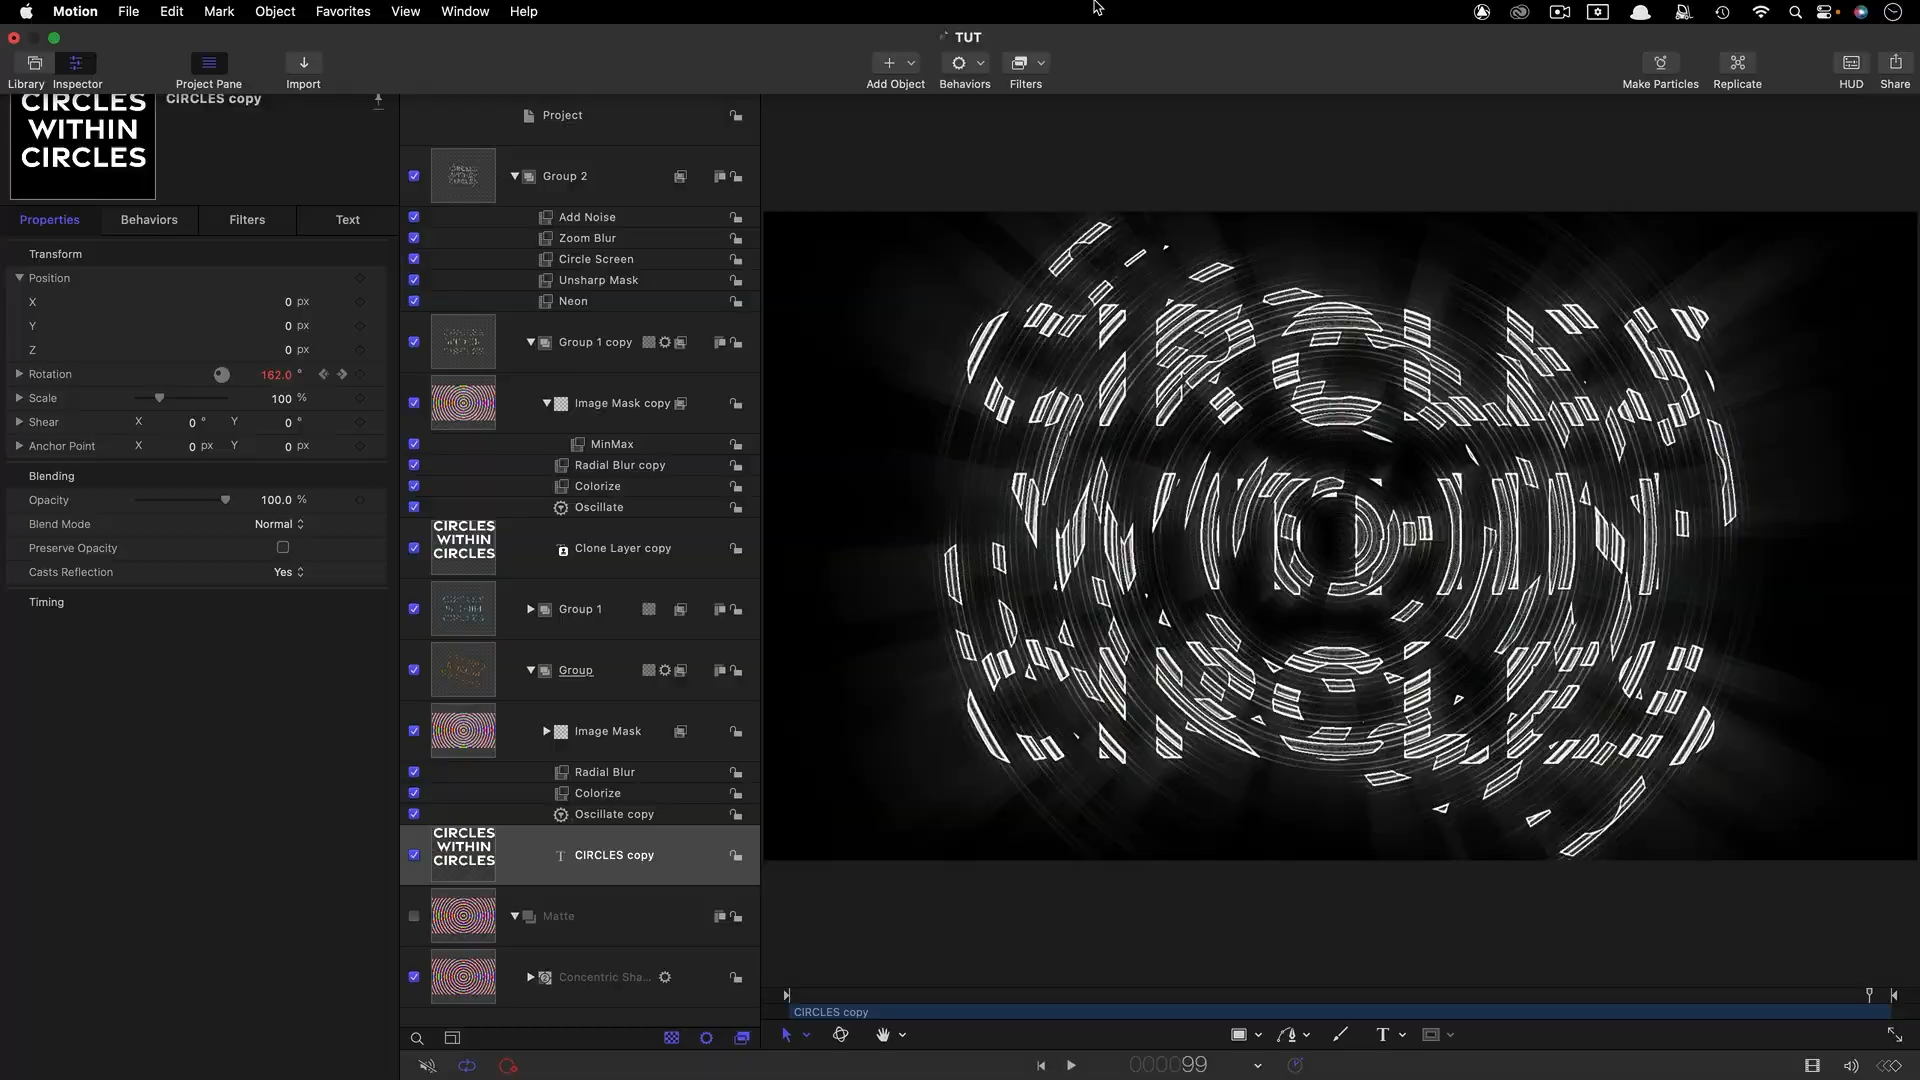 Motion File Edit Mark Object Favorites View Window Help
TUT
Library Inspector Project Pane Import Add Object Behaviors Filters Make Particles Replicate HUD Share
CIRCLES
WITHIN
CIRCLES
CIRCLES copy
Properties Behaviors Filters Text
Transform
Position
X 0 px
Y 0 px
Z 0 px
Rotation 162.0 °
Scale 100 %
Shear X 0 ° Y 0 °
Anchor Point X 0 px Y 0 px
Blending
Opacity 100.0 %
Blend Mode Normal
Preserve Opacity
Casts Reflection Yes
Timing
Project
Group 2
Add Noise
Zoom Blur
Circle Screen
Unsharp Mask
Neon
Group 1 copy
Image Mask copy
MinMax
Radial Blur copy
Colorize
Oscillate
CIRCLES
WITHIN
CIRCLES
Clone Layer copy
Group 1
Group
Image Mask
Radial Blur
Colorize
Oscillate copy
CIRCLES
WITHIN
CIRCLES
T CIRCLES copy
Matte
Concentric Sha...
CIRCLES
WITHIN
CIRCLES
CIRCLES copy
T
000099